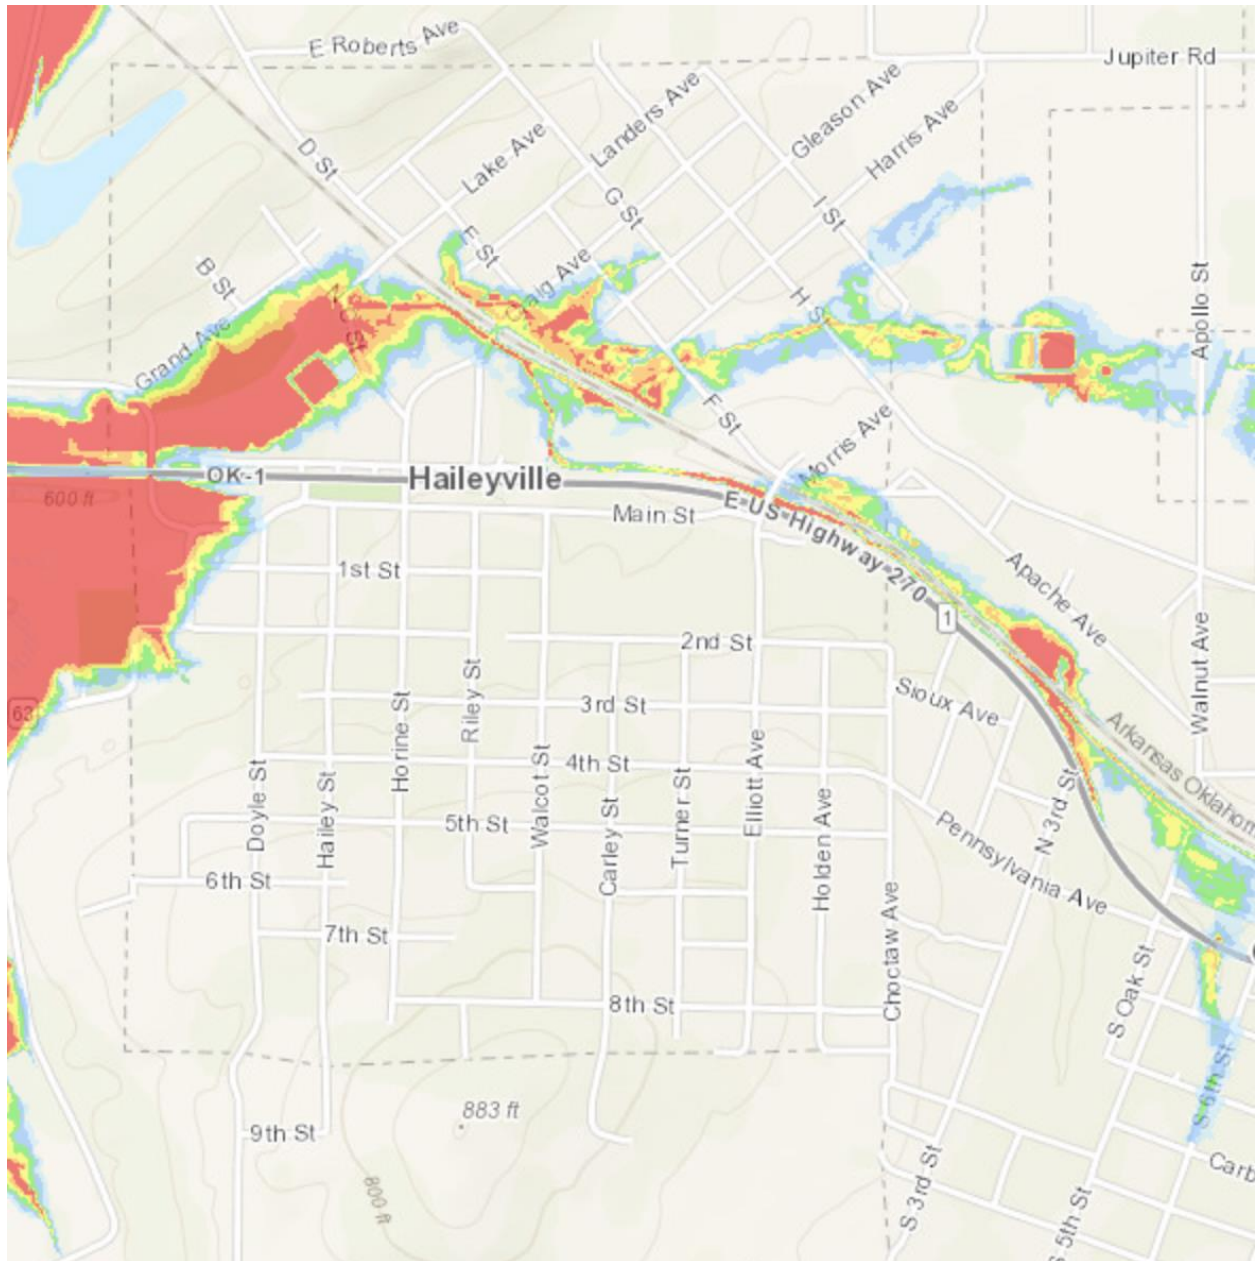 E Roberts Ave
Jupiter Rd
D St
Lake Ave
Landers Ave
Gleason Ave
Harris Ave
G St
I St
E St
B St
Craig Ave
H St
Apollo St
Grand Ave
F St
Morris Ave
OK-1
Haileyville
600 ft
Main St
E US Highway 270
1st St
Apache Ave
1
2nd St
Riley St
Walnut Ave
Sioux Ave
3rd St
63
Horine St
4th St
Arkansas Oklahom
Doyle St
Hailey St
Walcot St
Carley St
Turner St
Elliott Ave
Holden Ave
N 3rd St
5th St
Pennsylvania Ave
6th St
7th St
Choctaw Ave
8th St
S Oak St
S 6th St
883 ft
9th St
Carb
800 ft
S 3rd St
S 5th St